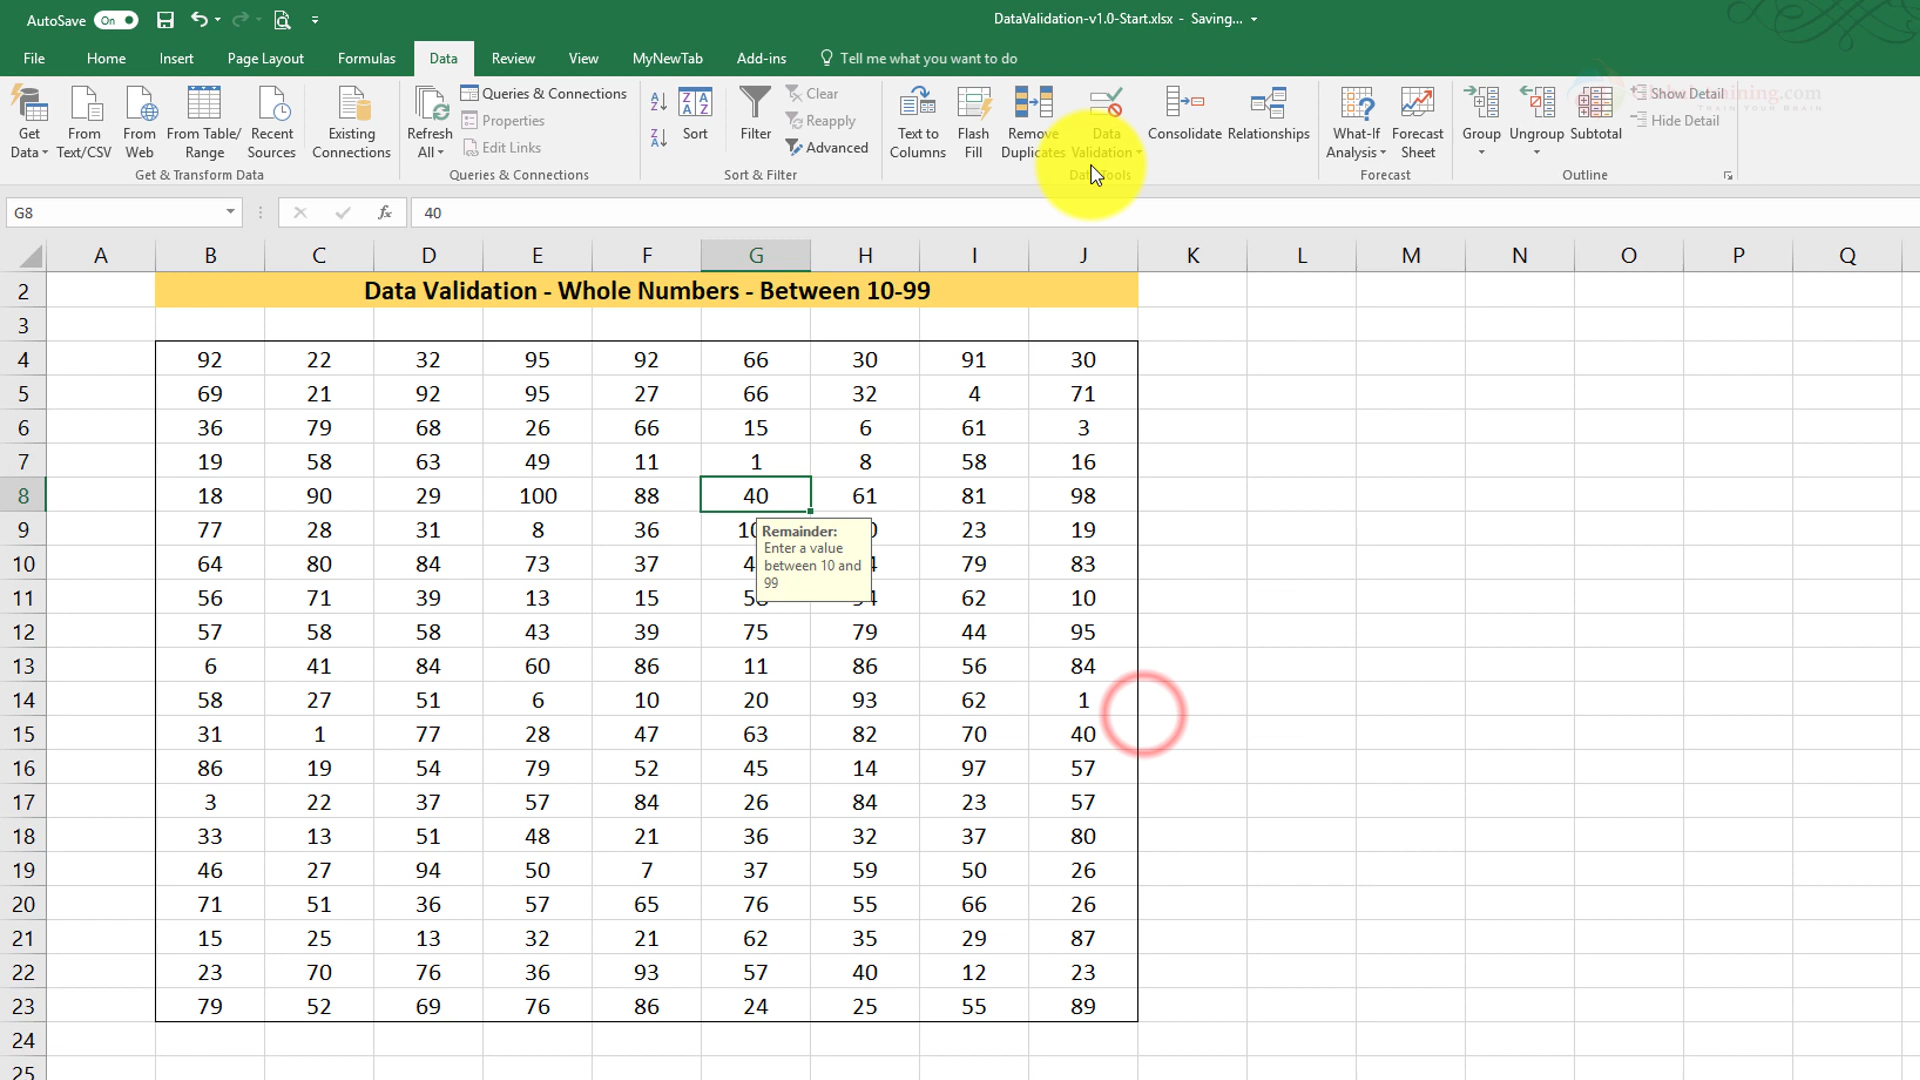 AutoSave On DataValidation-v1.0-Start.xlsx - Saving...
File Home Insert Page Layout Formulas Data Review View MyNewTab Add-ins Tell me what you want to do
Get Data From Text/CSV From Web From Table/ Range Recent Sources Existing Connections
Get & Transform Data
Refresh All Queries & Connections Properties Edit Links
Queries & Connections
Sort Filter Clear Reapply Advanced
Sort & Filter
Text to Columns Flash Fill Remove Duplicates Data Validation Consolidate Relationships
Data Tools
What-If Analysis Forecast Sheet
Forecast
Group Ungroup Subtotal Show Detail Hide Detail
Outline
TRAIN YOUR BRAIN
G8 fx 40
A B C D E F G H I J K L M N O P Q
2 Data Validation - Whole Numbers - Between 10-99
3
4 92 22 32 95 92 66 30 91 30
5 69 21 92 95 27 66 32 4 71
6 36 79 68 26 66 15 6 61 3
7 19 58 63 49 11 1 8 58 16
8 18 90 29 100 88 40 61 81 98
9 77 28 31 8 36 23 19
10 64 80 84 73 37 79 83
11 56 71 39 13 15 62 10
Remainder:
Enter a value
between 10 and
99
12 57 58 58 43 39 75 79 44 95
13 6 41 84 60 86 11 86 56 84
14 58 27 51 6 10 20 93 62 1
15 31 1 77 28 47 63 82 70 40
16 86 19 54 79 52 45 14 97 57
17 3 22 37 57 84 26 84 23 57
18 33 13 51 48 21 36 32 37 80
19 46 27 94 50 7 37 59 50 26
20 71 51 36 57 65 76 55 66 26
21 15 25 13 32 21 62 35 29 87
22 23 70 76 36 93 57 40 12 23
23 79 52 69 76 86 24 25 55 89
24
25